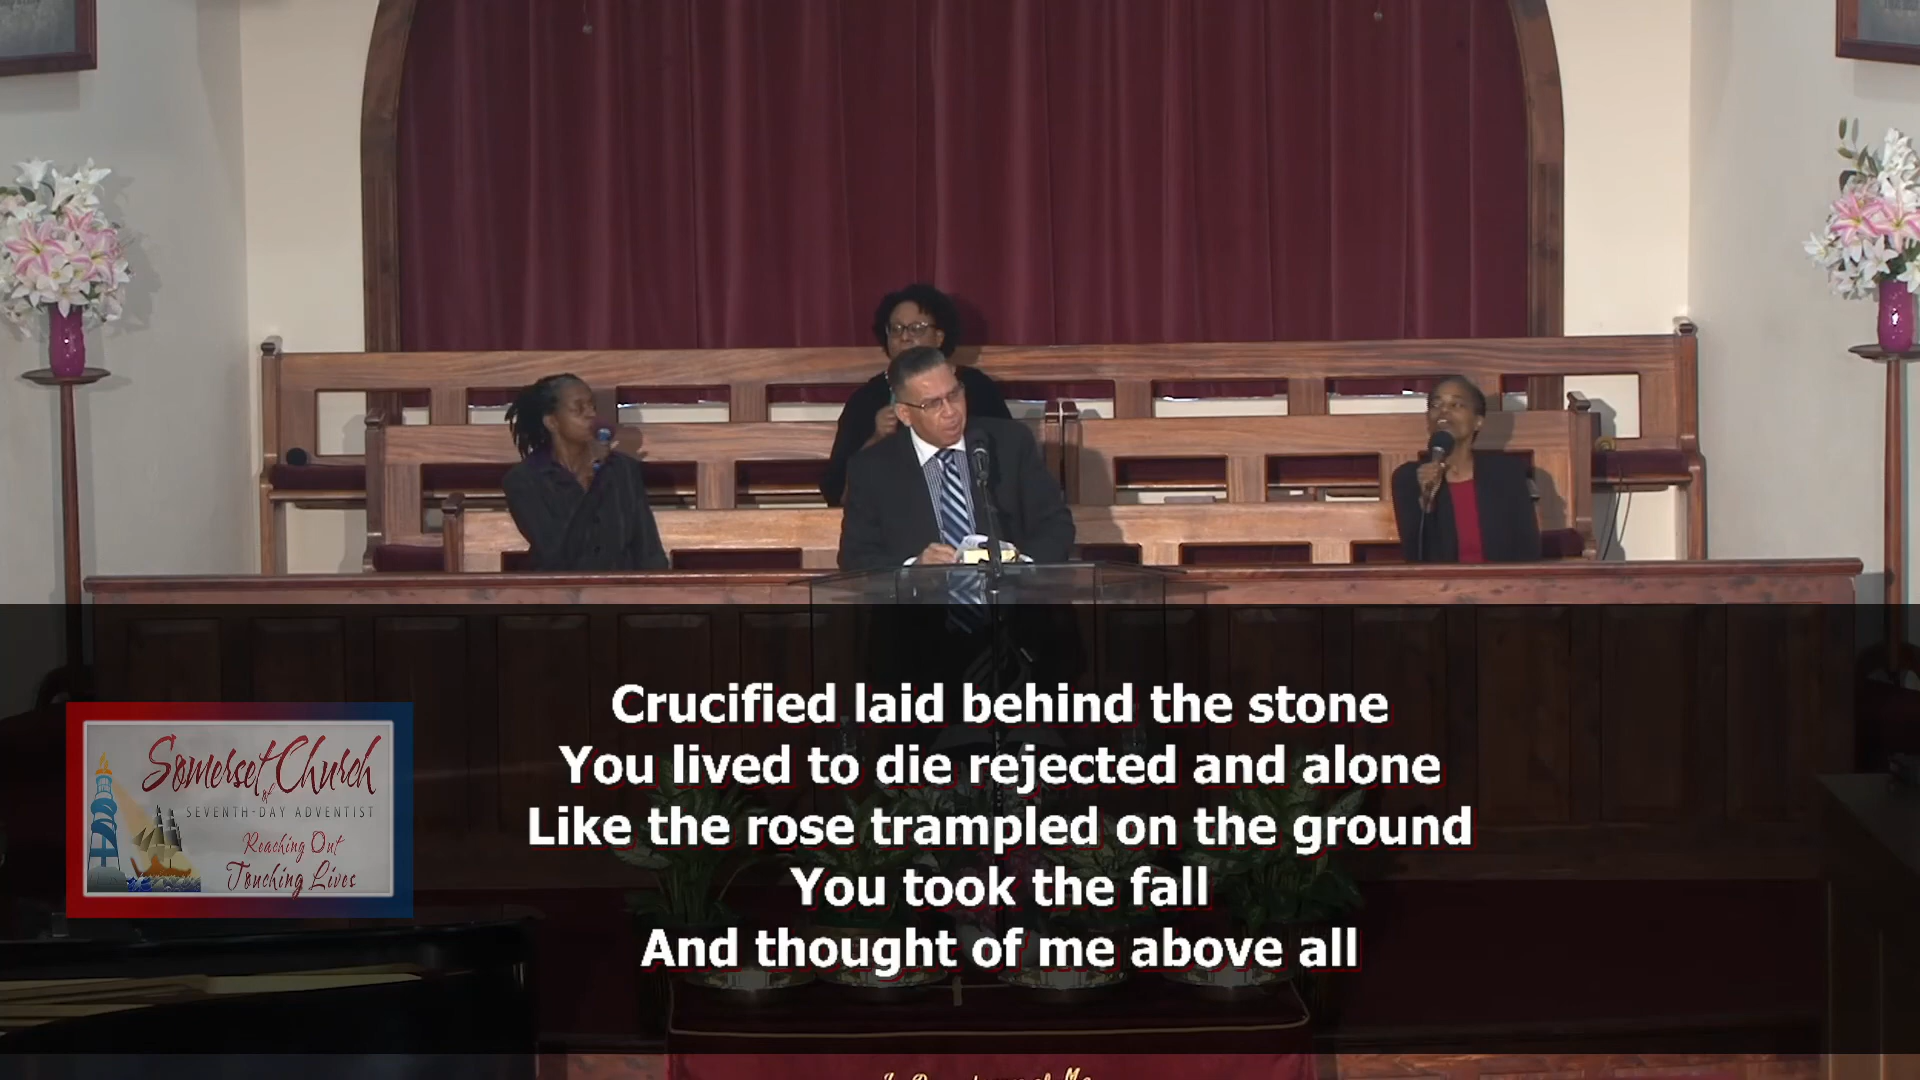 Crucified laid behind the stone
You lived to die rejected and alone
Like the rose trampled on the ground
You took the fall
And thought of me above all
Somerset Church
of
SEVENTH-DAY ADVENTIST
Reaching Out
Touching Lives
SDA